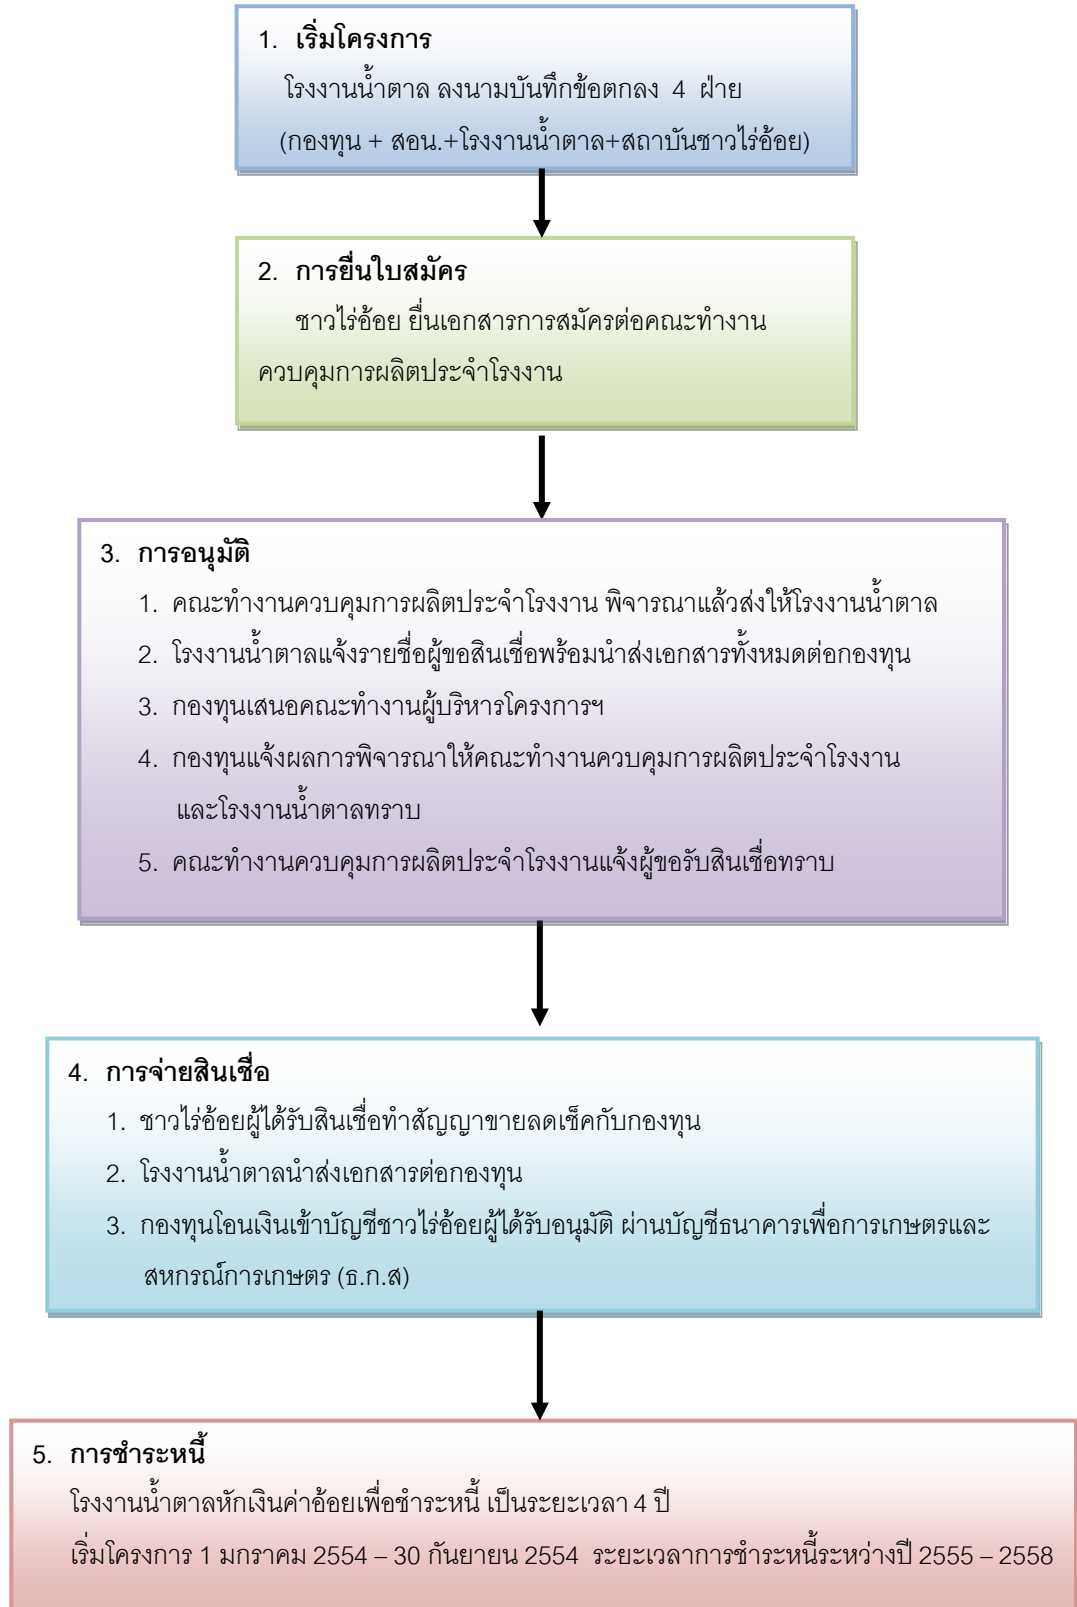 1. เริ่มโครงการ
โรงงานน้ำตาล ลงนามบันทึกข้อตกลง 4 ฝ่าย
(กองทุน + สอน.+โรงงานน้ำตาล+สถาบันชาวไร่อ้อย)
2. การยื่นใบสมัคร
ชาวไร่อ้อย ยื่นเอกสารการสมัครต่อคณะทำงาน
ควบคุมการผลิตประจำโรงงาน
3. การอนุมัติ
1. คณะทำงานควบคุมการผลิตประจำโรงงาน พิจารณาแล้วส่งให้โรงงานน้ำตาล
2. โรงงานน้ำตาลแจ้งรายชื่อผู้ขอสินเชื่อพร้อมนำส่งเอกสารทั้งหมดต่อกองทุน
3. กองทุนเสนอคณะทำงานผู้บริหารโครงการฯ
4. กองทุนแจ้งผลการพิจารณาให้คณะทำงานควบคุมการผลิตประจำโรงงาน
และโรงงานน้ำตาลทราบ
5. คณะทำงานควบคุมการผลิตประจำโรงงานแจ้งผู้ขอรับสินเชื่อทราบ
4. การจ่ายสินเชื่อ
1. ชาวไร่อ้อยผู้ได้รับสินเชื่อทำสัญญาขายลดเช็คกับกองทุน
2. โรงงานน้ำตาลนำส่งเอกสารต่อกองทุน
3. กองทุนโอนเงินเข้าบัญชีชาวไร่อ้อยผู้ได้รับอนุมัติ ผ่านบัญชีธนาคารเพื่อการเกษตรและ
สหกรณ์การเกษตร (ธ.ก.ส)
5. การชำระหนี้
โรงงานน้ำตาลหักเงินค่าอ้อยเพื่อชำระหนี้ เป็นระยะเวลา 4 ปี
เริ่มโครงการ 1 มกราคม 2554 – 30 กันยายน 2554 ระยะเวลาการชำระหนี้ระหว่างปี 2555 – 2558